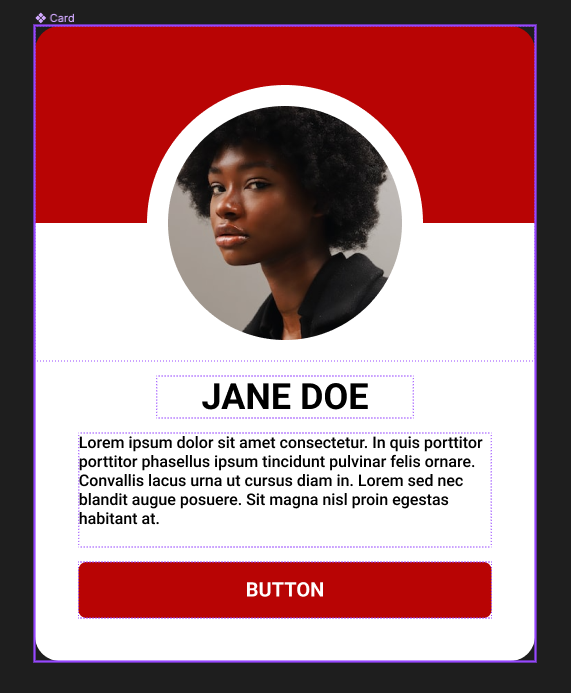 Card
JANE DOE
Lorem ipsum dolor sit amet consectetur. In quis porttitor
porttitor phasellus ipsum tincidunt pulvinar felis ornare.
Convallis lacus urna ut cursus diam in. Lorem sed nec
blandit augue posuere. Sit magna nisl proin egestas
habitant at.
BUTTON